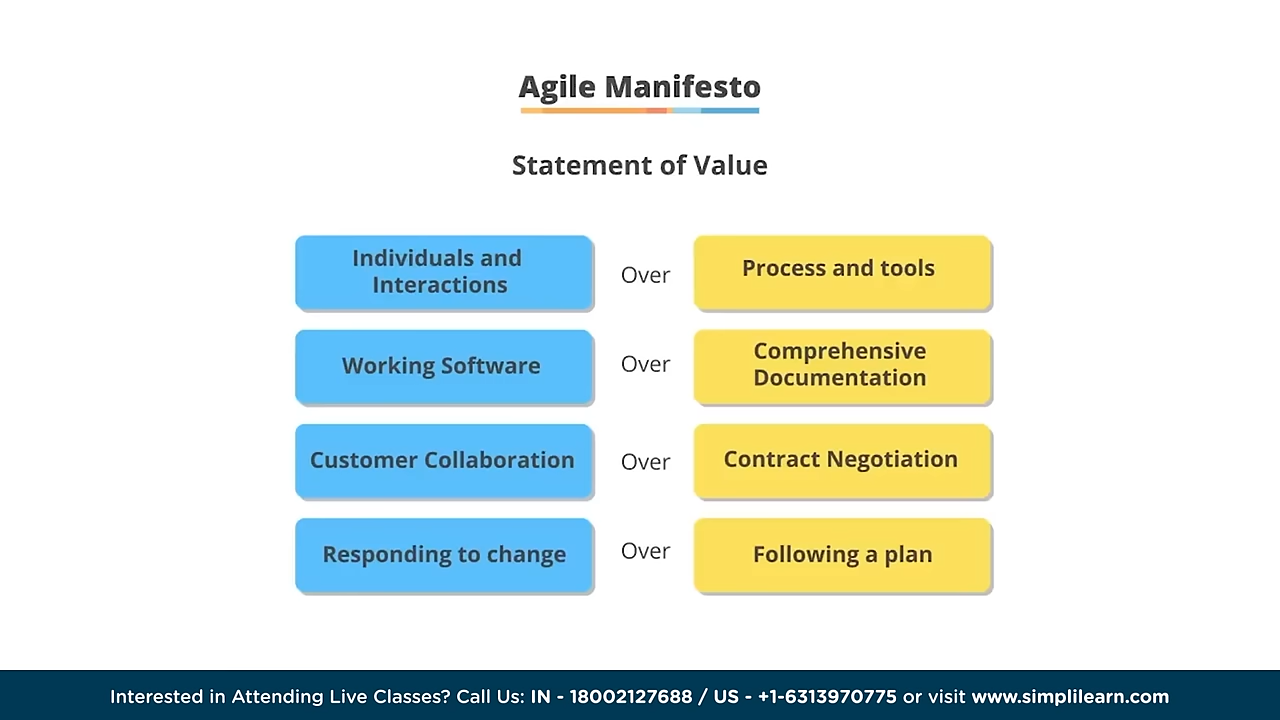 Agile Manifesto
Statement of Value
Individuals and
Interactions
Over
Process and tools
Working Software
Over
Comprehensive
Documentation
Customer Collaboration
Over
Contract Negotiation
Responding to change
Over
Following a plan
Interested in Attending Live Classes? Call Us: IN - 18002127688 / US - +1-6313970775 or visit www.simplilearn.com